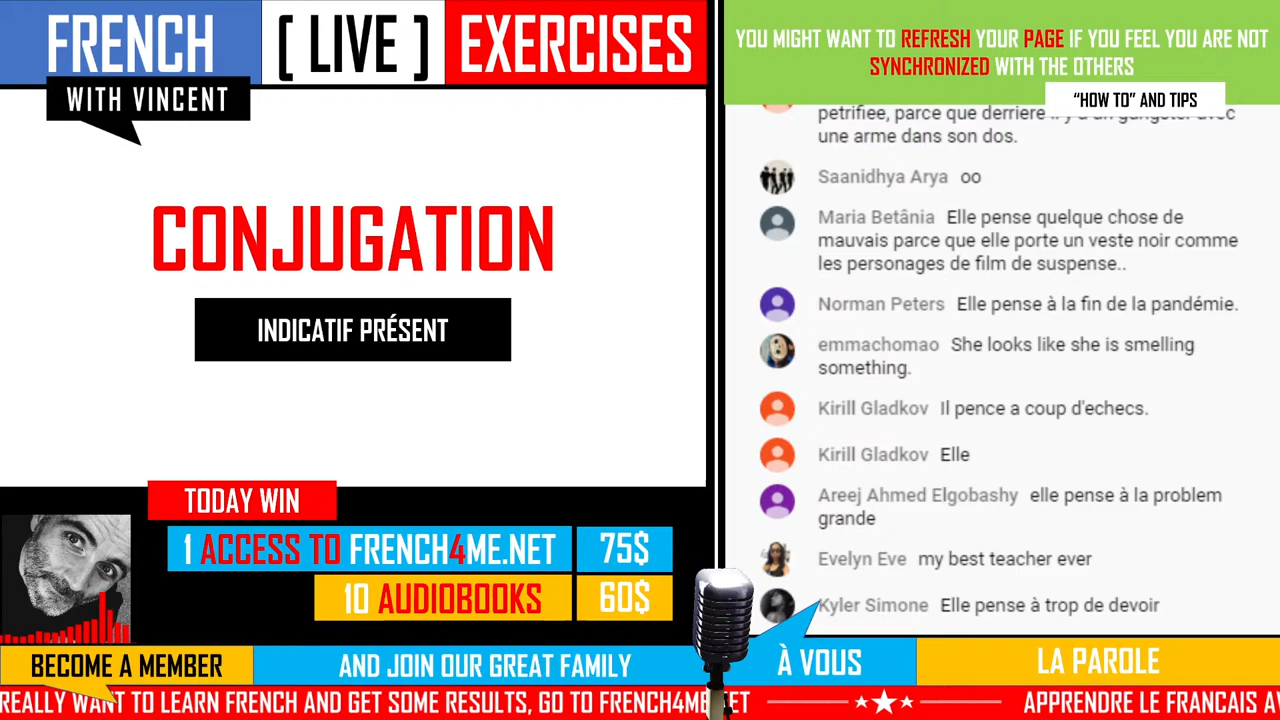 FRENCH [ LIVE ] EXERCISES
WITH VINCENT
CONJUGATION
INDICATIF PRÉSENT
TODAY WIN
1 ACCESS TO FRENCH4ME.NET 75$
10 AUDIOBOOKS 60$
BECOME A MEMBER AND JOIN OUR GREAT FAMILY
YOU MIGHT WANT TO REFRESH YOUR PAGE IF YOU FEEL YOU ARE NOT
SYNCHRONIZED WITH THE OTHERS
“HOW TO” AND TIPS
petrifiee, parce que derriere il y a un gangster avec
une arme dans son dos.
Saanidhya Arya oo
Maria Betânia Elle pense quelque chose de
mauvais parce que elle porte un veste noir comme
les personages de film de suspense..
Norman Peters Elle pense à la fin de la pandémie.
emmachomao She looks like she is smelling
something.
Kirill Gladkov Il pence a coup d'echecs.
Kirill Gladkov Elle
Areej Ahmed Elgobashy elle pense à la problem
grande
Evelyn Eve my best teacher ever
Kyler Simone Elle pense à trop de devoir
À VOUS LA PAROLE
REALLY WANT TO LEARN FRENCH AND GET SOME RESULTS, GO TO FRENCH4ME.NET APPRENDRE LE FRANCAIS